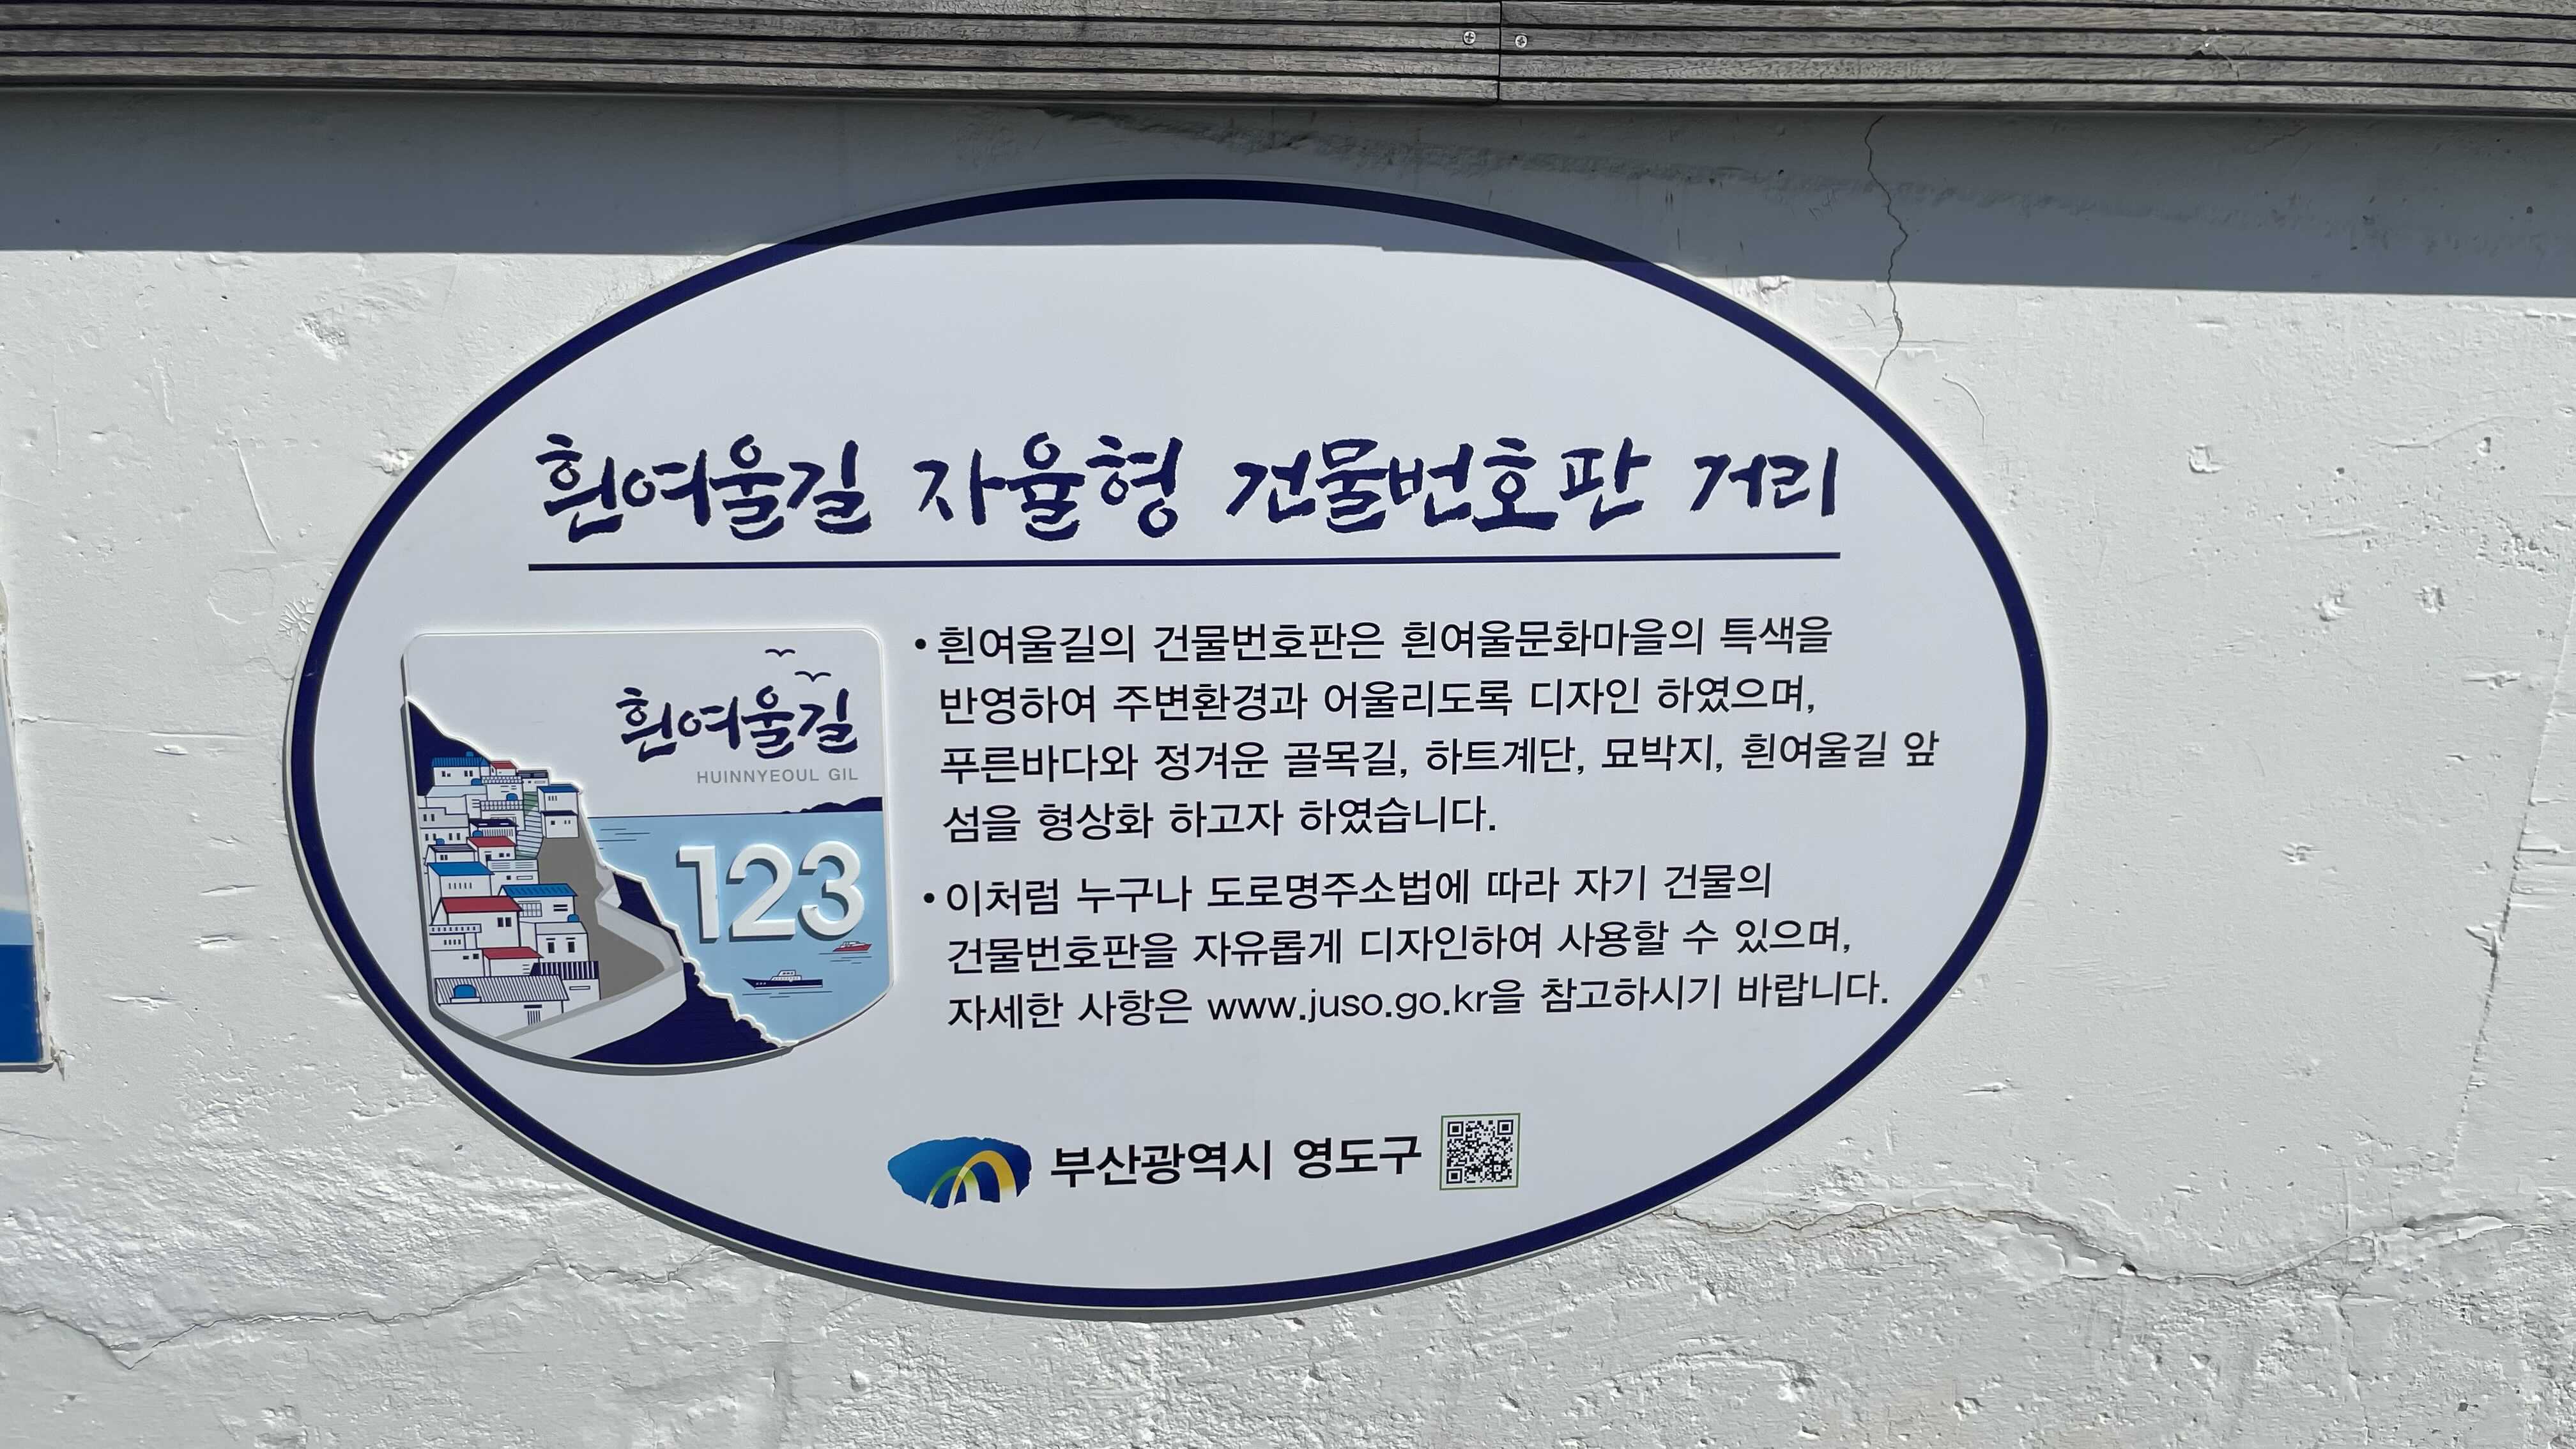 흰여울길 자율형 건물번호판 거리
흰여울길
HUINNYEOUL GIL
123
• 흰여울길의 건물번호판은 흰여울문화마을의 특색을
반영하여 주변환경과 어울리도록 디자인 하였으며,
푸른바다와 정겨운 골목길, 하트계단, 묘박지, 흰여울길 앞
섬을 형상화 하고자 하였습니다.
• 이처럼 누구나 도로명주소법에 따라 자기 건물의
건물번호판을 자유롭게 디자인하여 사용할 수 있으며,
자세한 사항은 www.juso.go.kr을 참고하시기 바랍니다.
부산광역시 영도구